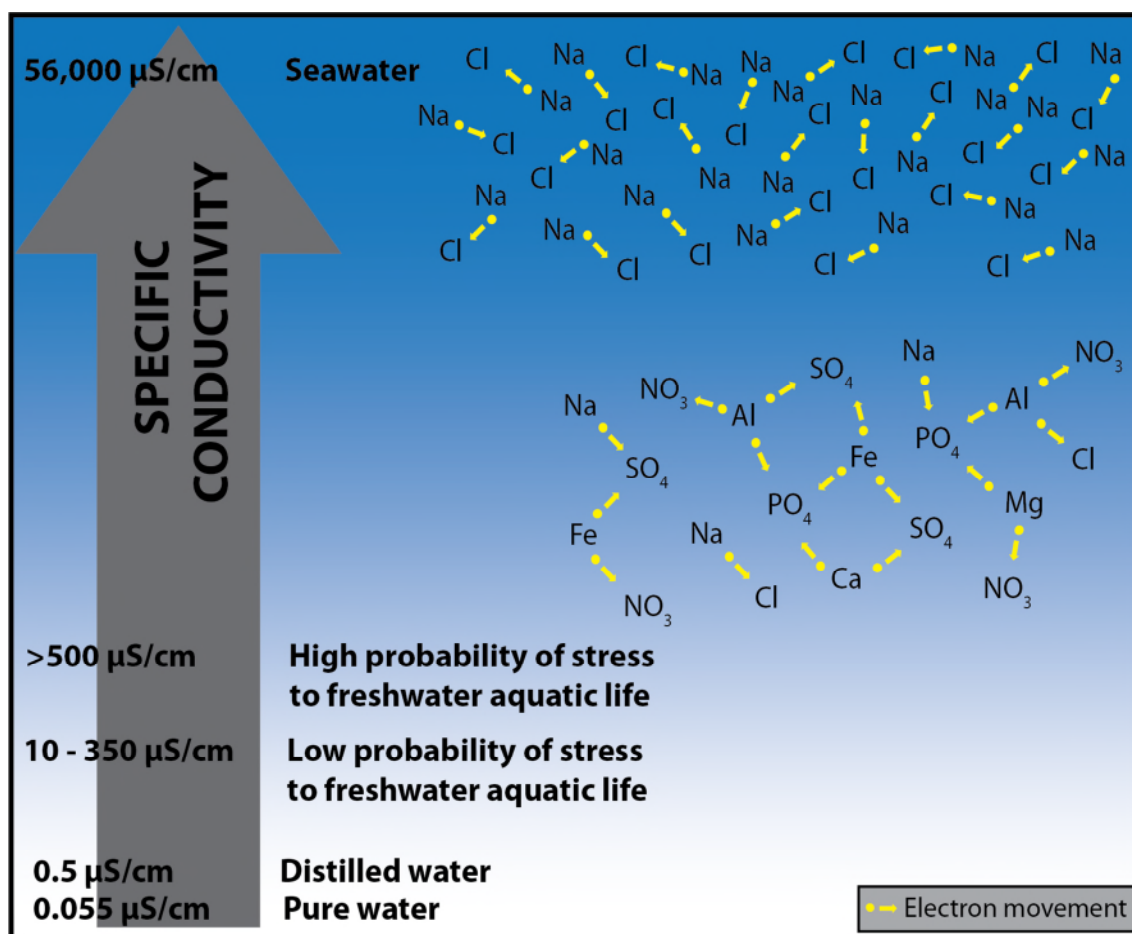 56,000 µS/cm Seawater
SPECIFIC
CONDUCTIVITY
Cl Na Cl Na Cl Cl Na Cl Na
Na Na Na Cl Na Na Cl Na
Na Cl Cl Cl Cl
Cl Na Na Cl Na
Cl Na Na Cl Cl
Na Na Cl Cl Na
Na Na Na Na
Cl Cl Cl Cl Cl
Na NO₃
SO₄
NO₃ Al
Na Al
SO₄ Fe PO₄ Cl
PO₄ Mg
Fe Na SO₄
NO₃ Cl Ca NO₃
>500 µS/cm High probability of stress
to freshwater aquatic life
10 - 350 µS/cm Low probability of stress
to freshwater aquatic life
0.5 µS/cm Distilled water
0.055 µS/cm Pure water
Electron movement